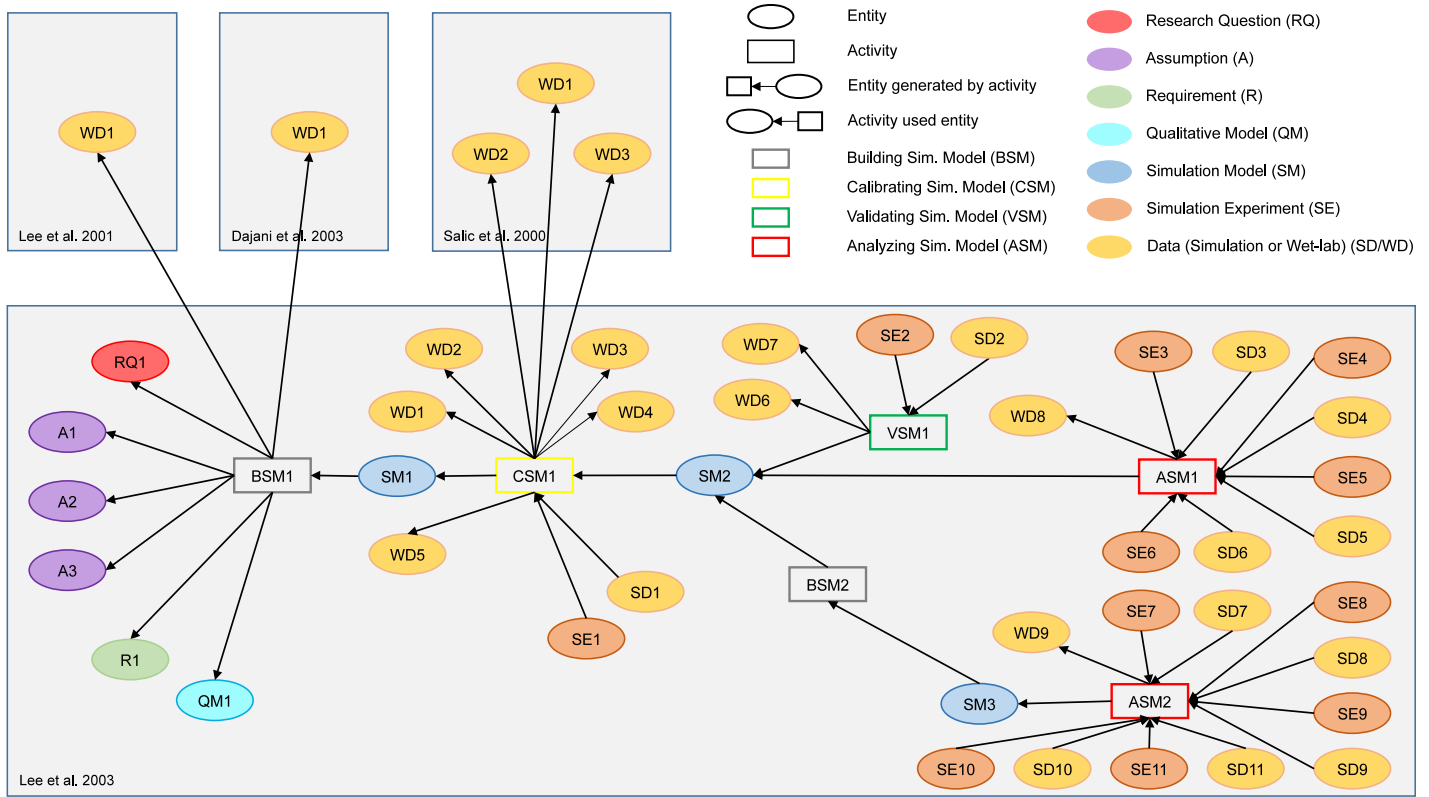 WD1
Lee et al. 2001
WD1
Dajani et al. 2003
WD1
WD2
WD3
Salic et al. 2000
Entity
Activity
Entity generated by activity
Activity used entity
Building Sim. Model (BSM)
Calibrating Sim. Model (CSM)
Validating Sim. Model (VSM)
Analyzing Sim. Model (ASM)
Research Question (RQ)
Assumption (A)
Requirement (R)
Qualitative Model (QM)
Simulation Model (SM)
Simulation Experiment (SE)
Data (Simulation or Wet-lab) (SD/WD)
RQ1
A1
A2
A3
R1
QM1
BSM1
SM1
WD2
WD3
WD1
WD4
CSM1
WD5
SD1
SE1
SM2
WD7
SE2
SD2
WD6
VSM1
BSM2
SE3
SD3
SE4
WD8
SD4
ASM1
SE5
SE6
SD6
SD5
SE7
SD7
SE8
WD9
SD8
SM3
ASM2
SE9
SE10
SD10
SE11
SD11
SD9
Lee et al. 2003